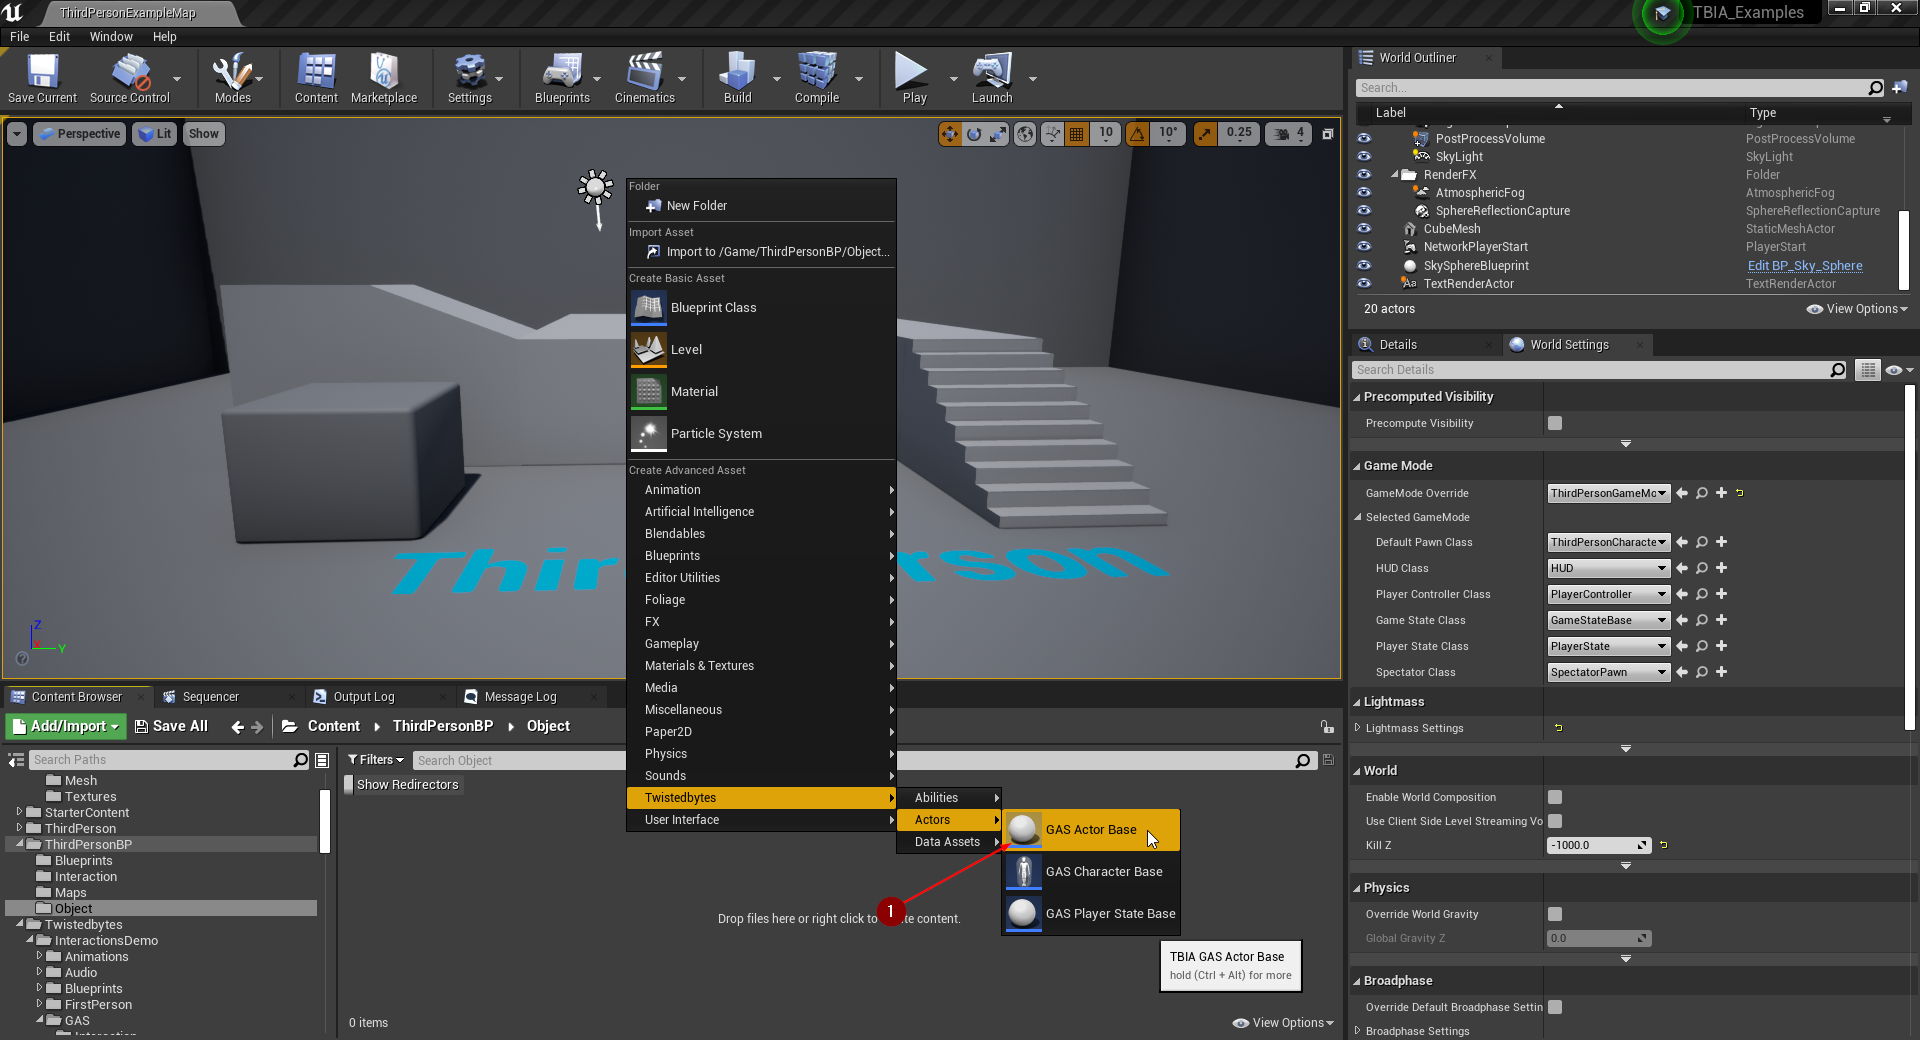 ThirdPersonExampleMap
TBIA_Examples
File Edit Window Help
Save Current Source Control Modes Content Marketplace Settings Blueprints Cinematics Build Compile Play Launch
Perspective Lit Show
10 10° 0.25 4
Folder
New Folder
Import Asset
Import to /Game/ThirdPersonBP/Object...
Create Basic Asset
Blueprint Class
Level
Material
Particle System
Create Advanced Asset
Animation
Artificial Intelligence
Blendables
Blueprints
Editor Utilities
Foliage
FX
Gameplay
Materials & Textures
Media
Miscellaneous
Paper2D
Physics
Sounds
Twistedbytes
User Interface
Abilities
Actors
Data Assets
GAS Actor Base
GAS Character Base
GAS Player State Base
TBIA GAS Actor Base
hold (Ctrl + Alt) for more
1
Thir
rson
Z
Y
Content Browser Sequencer Output Log Message Log
Add/Import Save All Content ThirdPersonBP Object
Search Paths
Filters Search Object
Show Redirectors
Mesh
Textures
StarterContent
ThirdPerson
ThirdPersonBP
Blueprints
Interaction
Maps
Object
Twistedbytes
InteractionsDemo
Animations
Audio
Blueprints
FirstPerson
GAS
Drop files here or right click to
te content.
0 items
View Options
World Outliner
Search...
Label Type
PostProcessVolume PostProcessVolume
SkyLight SkyLight
RenderFX Folder
AtmosphericFog AtmosphericFog
SphereReflectionCapture SphereReflectionCapture
CubeMesh StaticMeshActor
NetworkPlayerStart PlayerStart
SkySphereBlueprint Edit BP_Sky_Sphere
TextRenderActor TextRenderActor
20 actors View Options
Details World Settings
Search Details
Precomputed Visibility
Precompute Visibility
Game Mode
GameMode Override ThirdPersonGameMo
Selected GameMode
Default Pawn Class ThirdPersonCharacte
HUD Class HUD
Player Controller Class PlayerController
Game State Class GameStateBase
Player State Class PlayerState
Spectator Class SpectatorPawn
Lightmass
Lightmass Settings
World
Enable World Composition
Use Client Side Level Streaming Vo
Kill Z -1000.0
Physics
Override World Gravity
Global Gravity Z 0.0
Broadphase
Override Default Broadphase Settin
Broadphase Settings